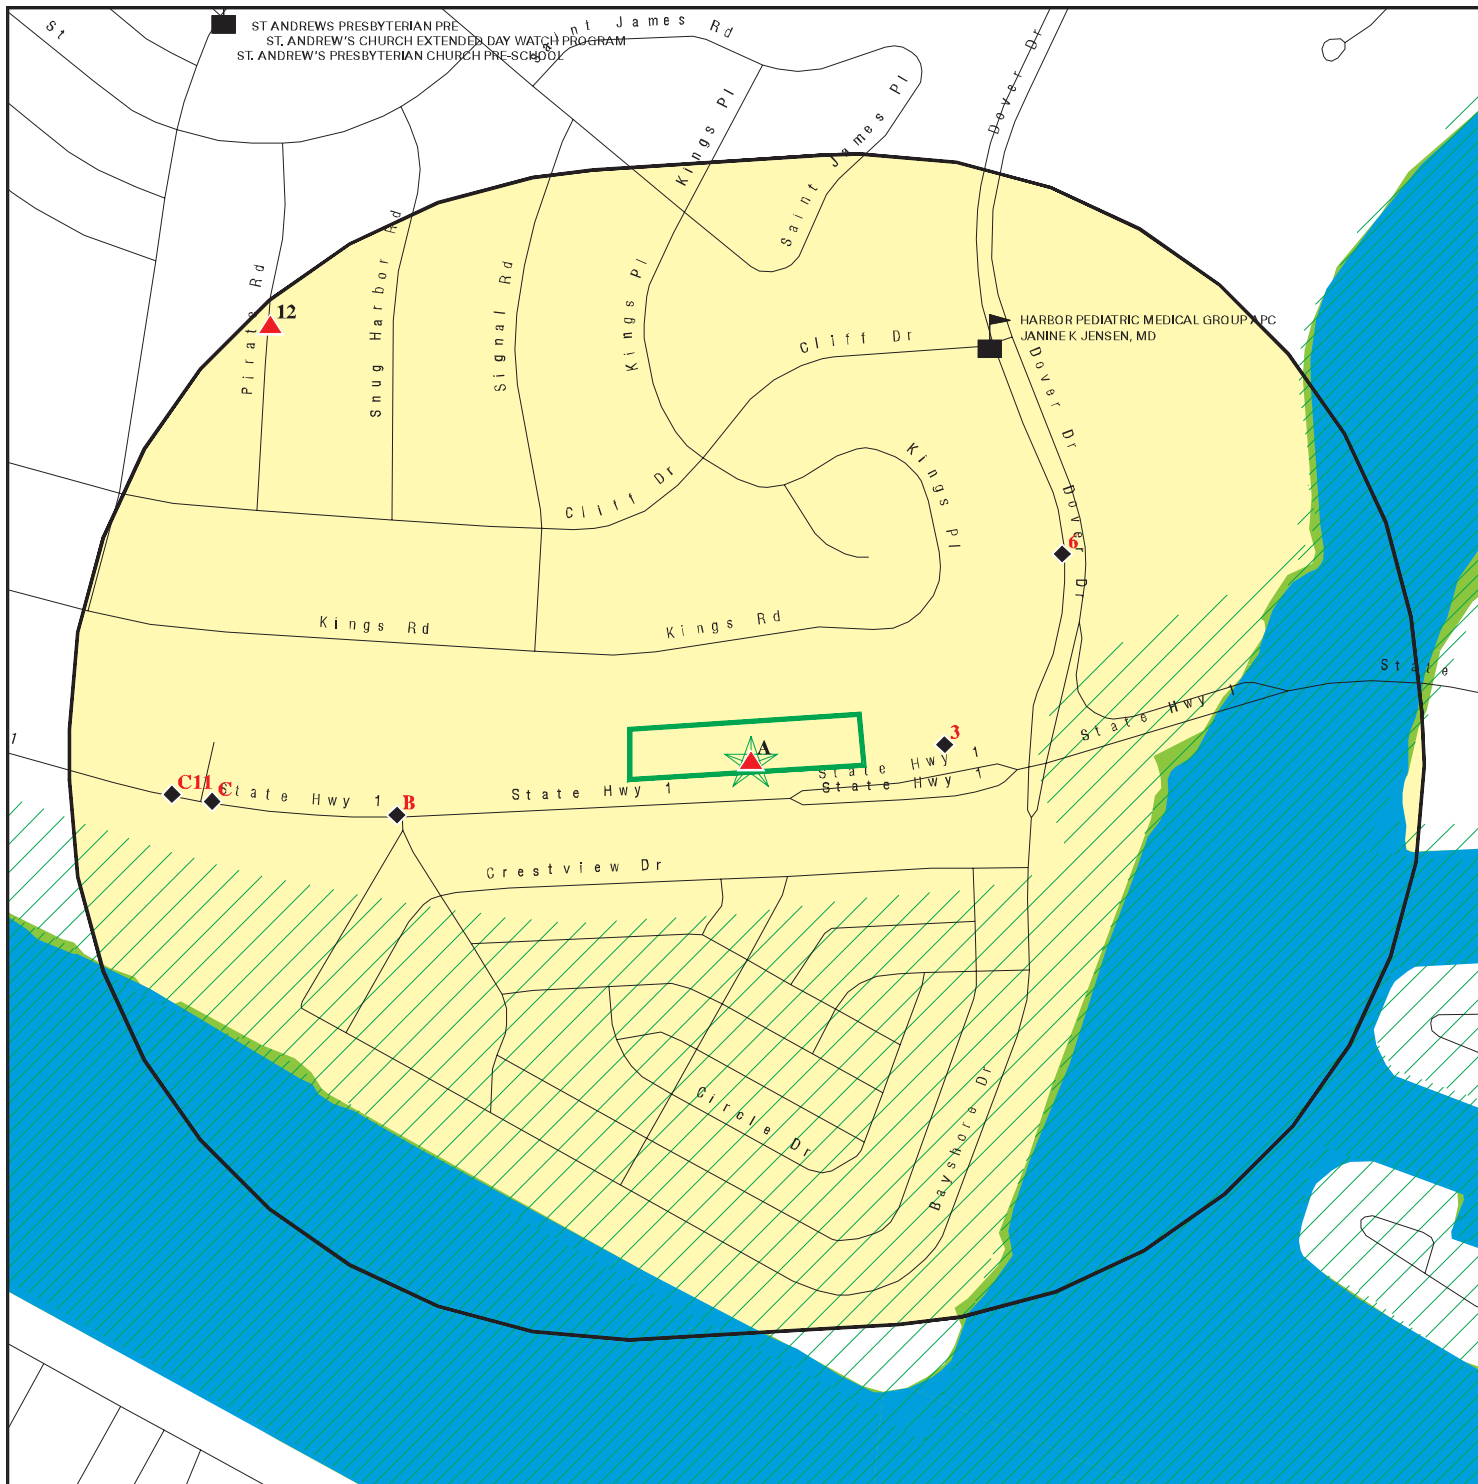 St
ST ANDREWS PRESBYTERIAN PRE
ST. ANDREW'S CHURCH EXTENDED DAY WATCH PROGRAM
ST. ANDREW'S PRESBYTERIAN CHURCH PRE-SCHOOL
Saint James Rd
Kings Pl
Saint James Pl
Dover Dr
Pirate Rd
12
Snug Harbor Rd
Signal Rd
Kings Pl
HARBOR PEDIATRIC MEDICAL GROUP APC
JANINE K JENSEN, MD
Cliff Dr
Dover Dr
Cliff Dr
Kings Pl
Dover Dr
6
Kings Rd
Kings Rd
State
State Hwy 1
1
3
A
State Hwy 1
State Hwy 1
C11
C
6
State Hwy 1
B
State Hwy 1
Crestview Dr
Circle Dr
Bayshore Dr